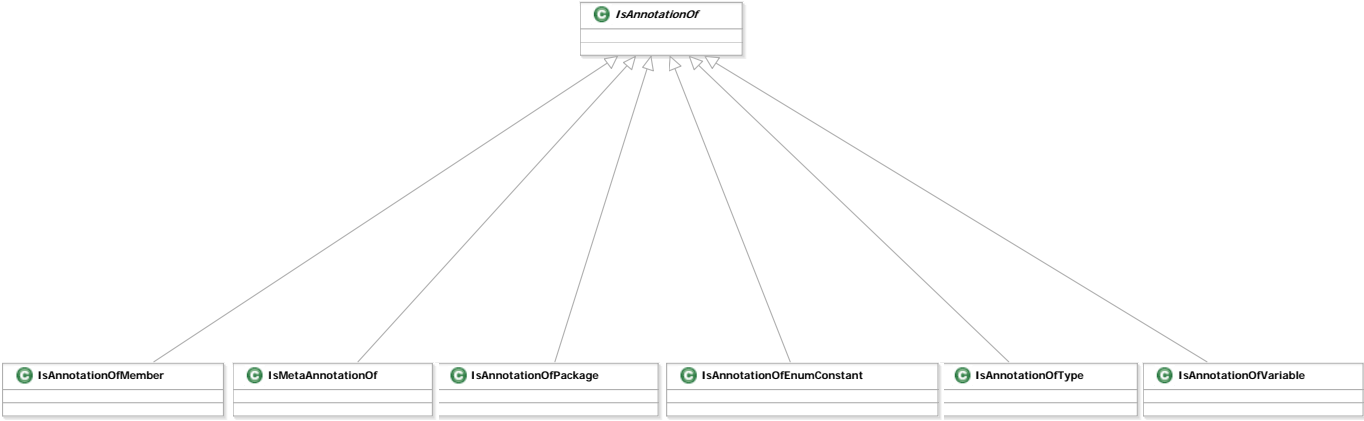 C IsAnnotationOf
C IsAnnotationOfMember
C IsMetaAnnotationOf
C IsAnnotationOfPackage
C IsAnnotationOfEnumConstant
C IsAnnotationOfType
C IsAnnotationOfVariable